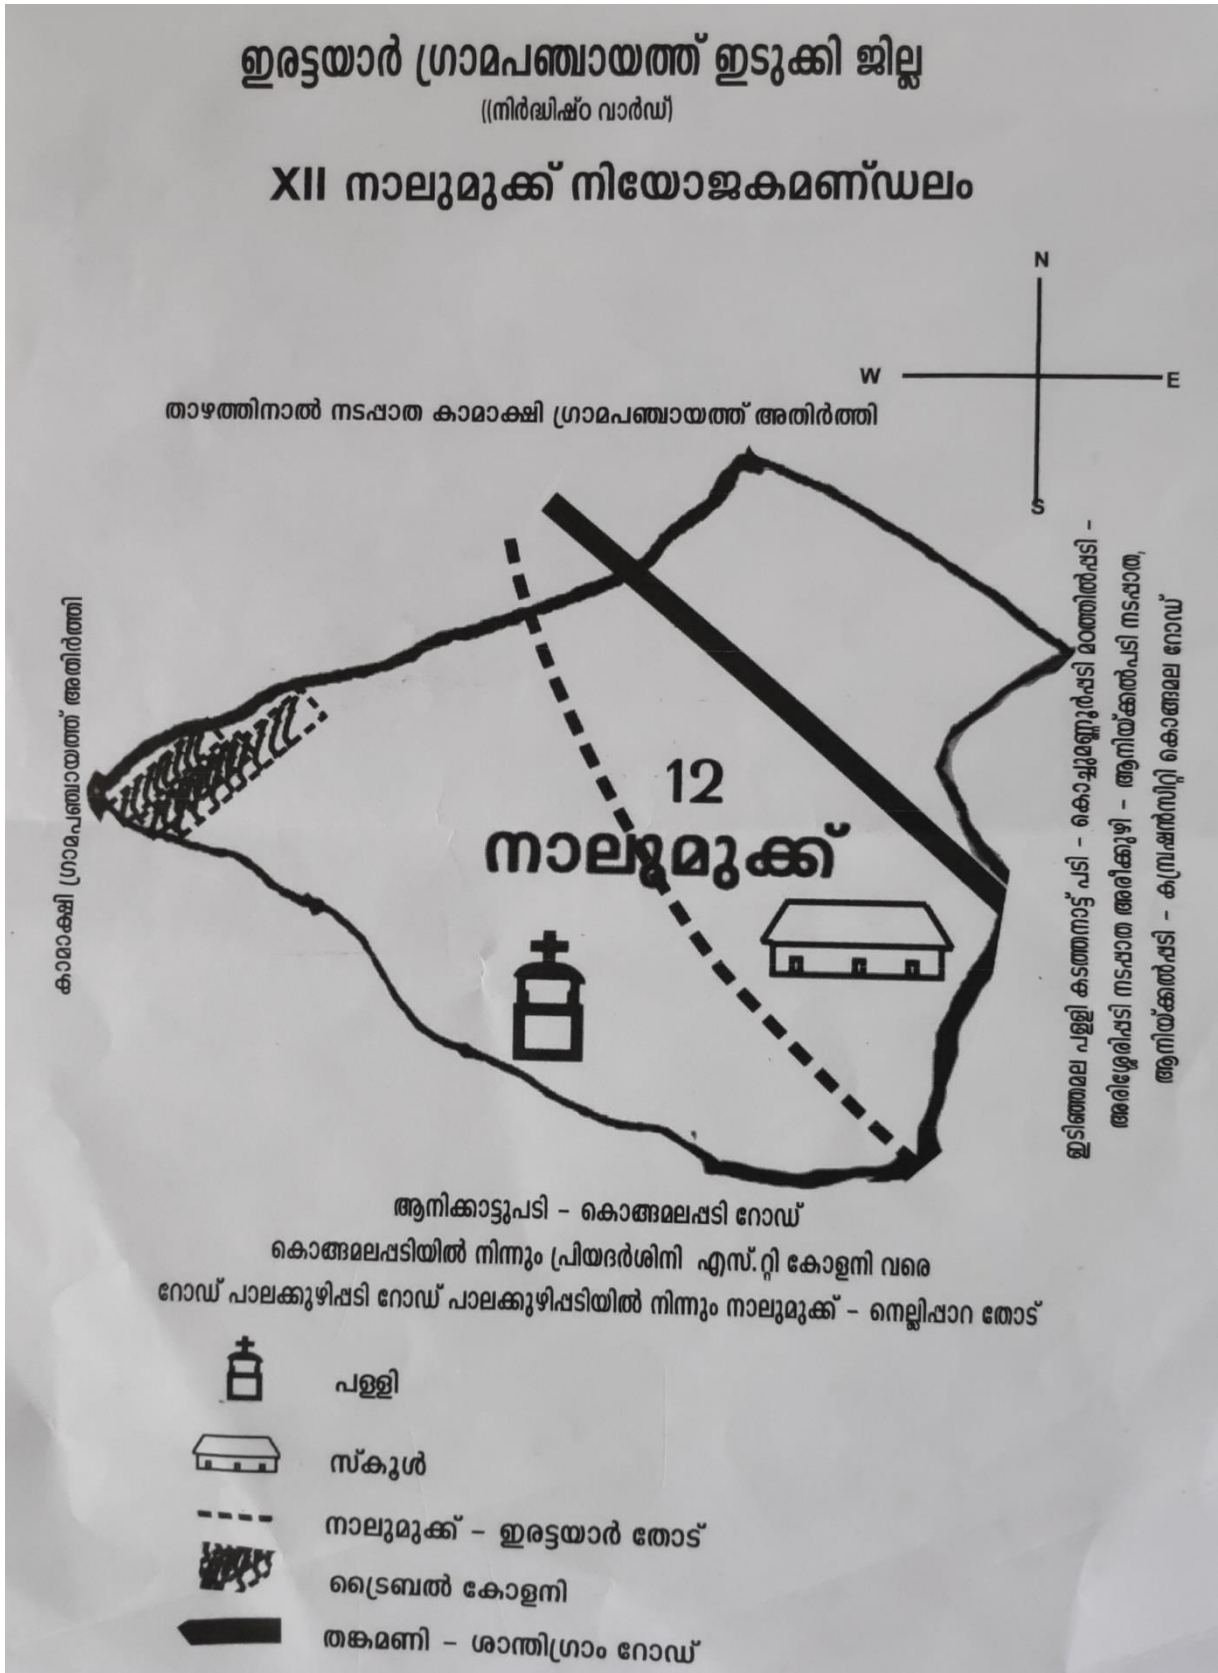 ഇരട്ടയാർ ഗ്രാമപഞ്ചായത്ത് ഇടുക്കി ജില്ല
((നിർദ്ധിഷ്ഠ വാർഡ്)
XII നാലുമുക്ക് നിയോജകമണ്ഡലം
N
W
E
S
താഴത്തിനാൽ നടപ്പാത കാമാക്ഷി ഗ്രാമപഞ്ചായത്ത് അതിർത്തി
കാമാക്ഷി ഗ്രാമപഞ്ചായത്ത് അതിർത്തി
ഇടിഞ്ഞമല പള്ളി കടത്തനാട്ട് പടി - കൊച്ചുമണ്ണൂർപ്പടി മഠത്തിൽപ്പടി -
അരിശ്ശേരിപ്പടി നടപ്പാത അരീക്കുഴി - ആനിയ്ക്കൽപടി നടപ്പാത,
ആനിയ്ക്കൽപ്പടി - കമ്പ്രഷൻസിറ്റി കൊങ്ങമല റോഡ്
12
നാലുമുക്ക്
ആനിക്കാട്ടുപടി - കൊങ്ങമലപ്പടി റോഡ്
കൊങ്ങമലപ്പടിയിൽ നിന്നും പ്രിയദർശിനി എസ്.റ്റി കോളനി വരെ
റോഡ് പാലക്കുഴിപ്പടി റോഡ് പാലക്കുഴിപ്പടിയിൽ നിന്നും നാലുമുക്ക് - നെല്ലിപ്പാറ തോട്
പള്ളി
സ്കൂൾ
നാലുമുക്ക് - ഇരട്ടയാർ തോട്
ട്രൈബൽ കോളനി
തങ്കമണി - ശാന്തിഗ്രാം റോഡ്